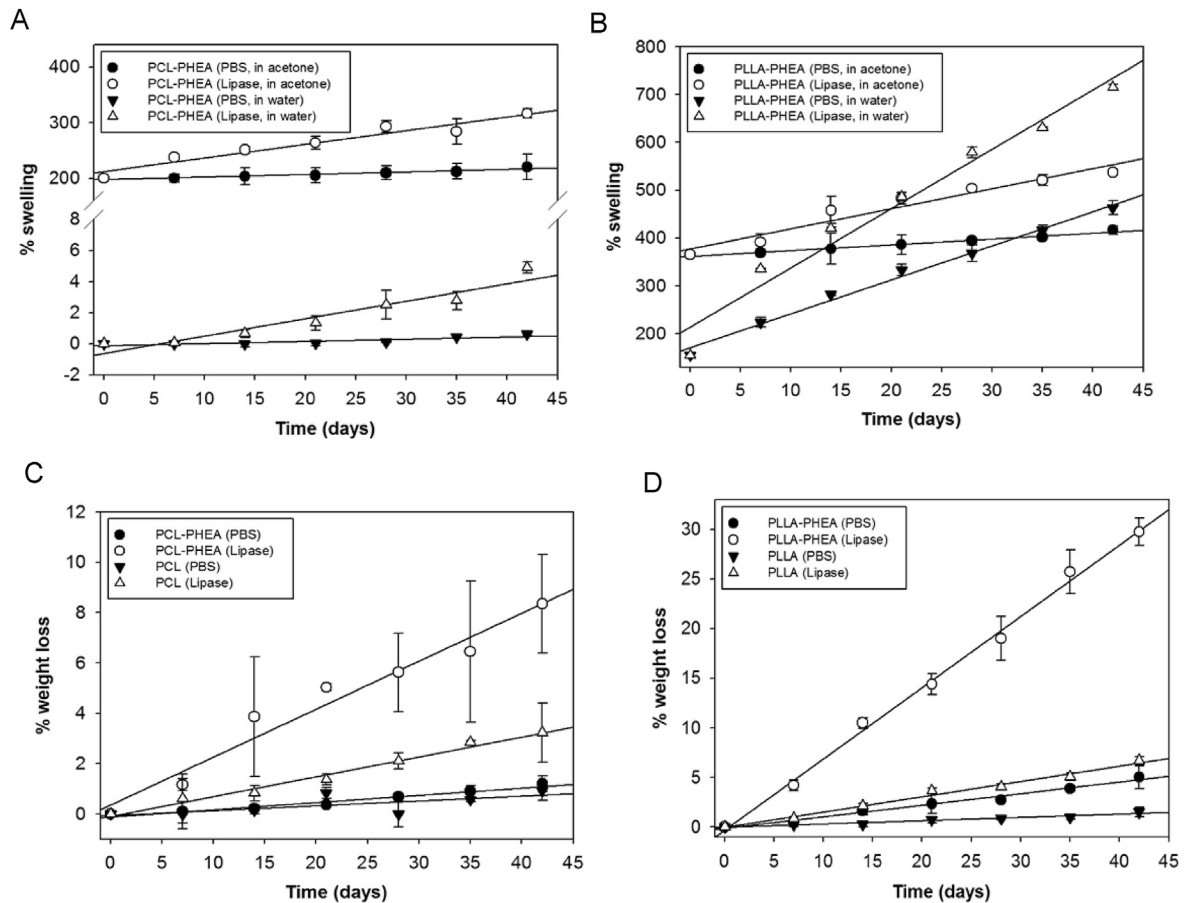 A
% swelling
400
300
200
8
6
4
2
0
-2
PCL-PHEA (PBS, in acetone)
PCL-PHEA (Lipase, in acetone)
PCL-PHEA (PBS, in water)
PCL-PHEA (Lipase, in water)
0 5 10 15 20 25 30 35 40 45
Time (days)
B
% swelling
800
700
600
500
400
300
200
PLLA-PHEA (PBS, in acetone)
PLLA-PHEA (Lipase, in acetone)
PLLA-PHEA (PBS, in water)
PLLA-PHEA (Lipase, in water)
0 5 10 15 20 25 30 35 40 45
Time (days)
C
% weight loss
12
10
8
6
4
2
0
PCL-PHEA (PBS)
PCL-PHEA (Lipase)
PCL (PBS)
PCL (Lipase)
0 5 10 15 20 25 30 35 40 45
Time (days)
D
% weight loss
30
25
20
15
10
5
0
PLLA-PHEA (PBS)
PLLA-PHEA (Lipase)
PLLA (PBS)
PLLA (Lipase)
0 5 10 15 20 25 30 35 40 45
Time (days)